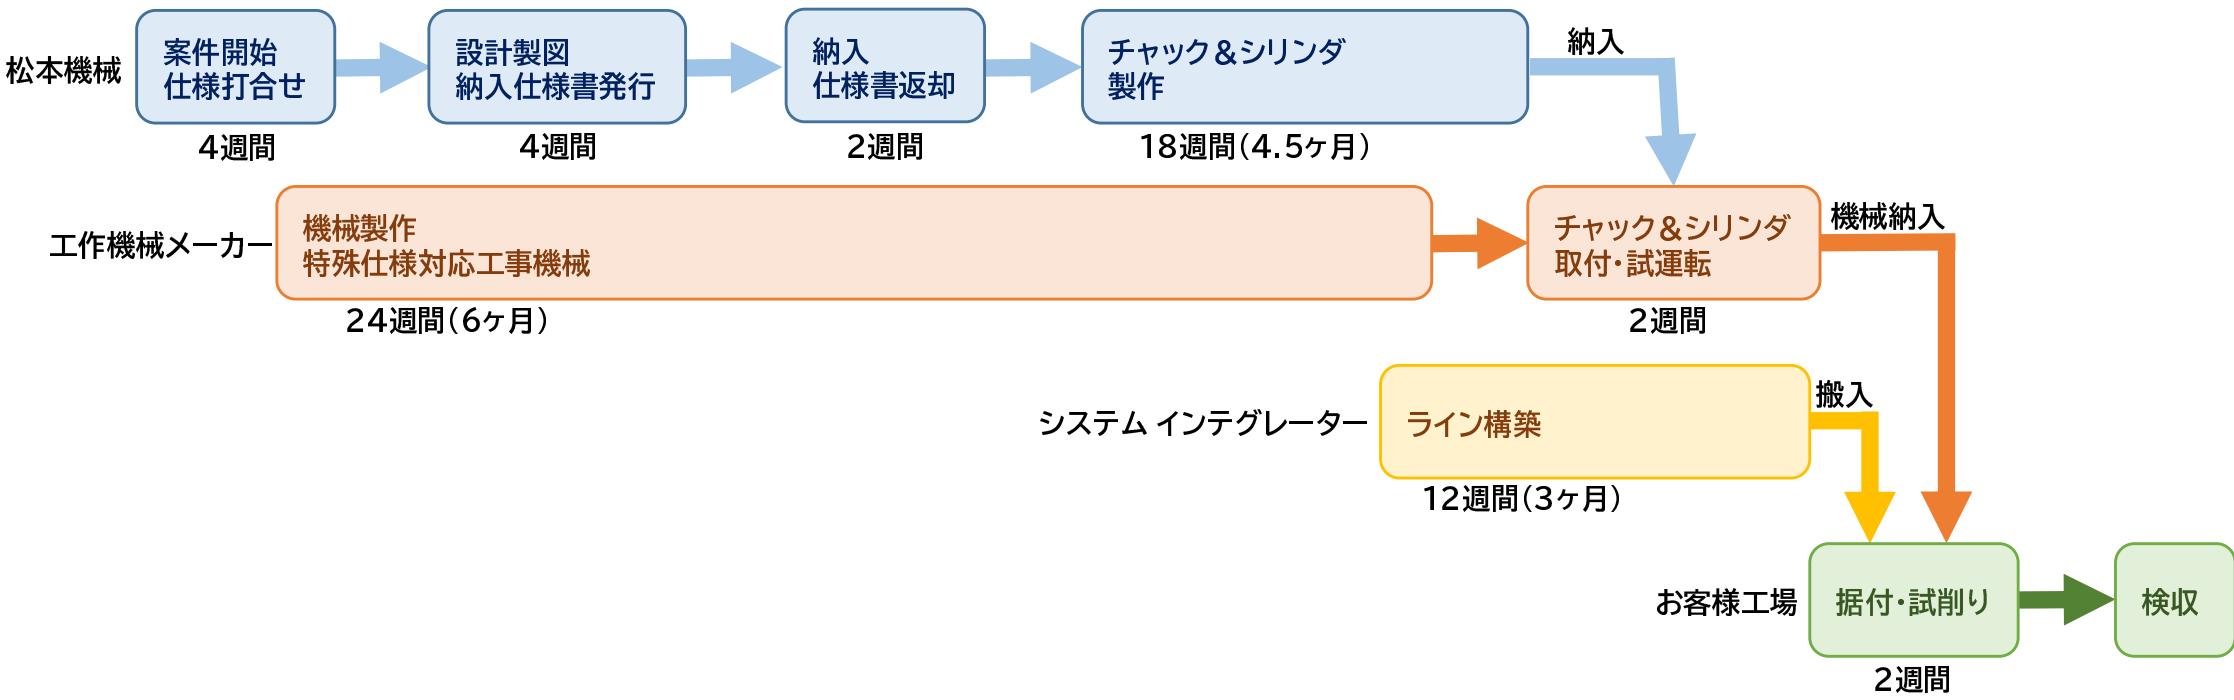 松本機械
案件開始
仕様打合せ
4週間
設計製図
納入仕様書発行
4週間
納入
仕様書返却
2週間
チャック&シリンダ
製作
18週間(4.5ヶ月)
納入
工作機械メーカー
機械製作
特殊仕様対応工事機械
24週間(6ヶ月)
チャック&シリンダ
取付・試運転
2週間
機械納入
システム インテグレーター
ライン構築
12週間(3ヶ月)
搬入
お客様工場
据付・試削り
2週間
検収